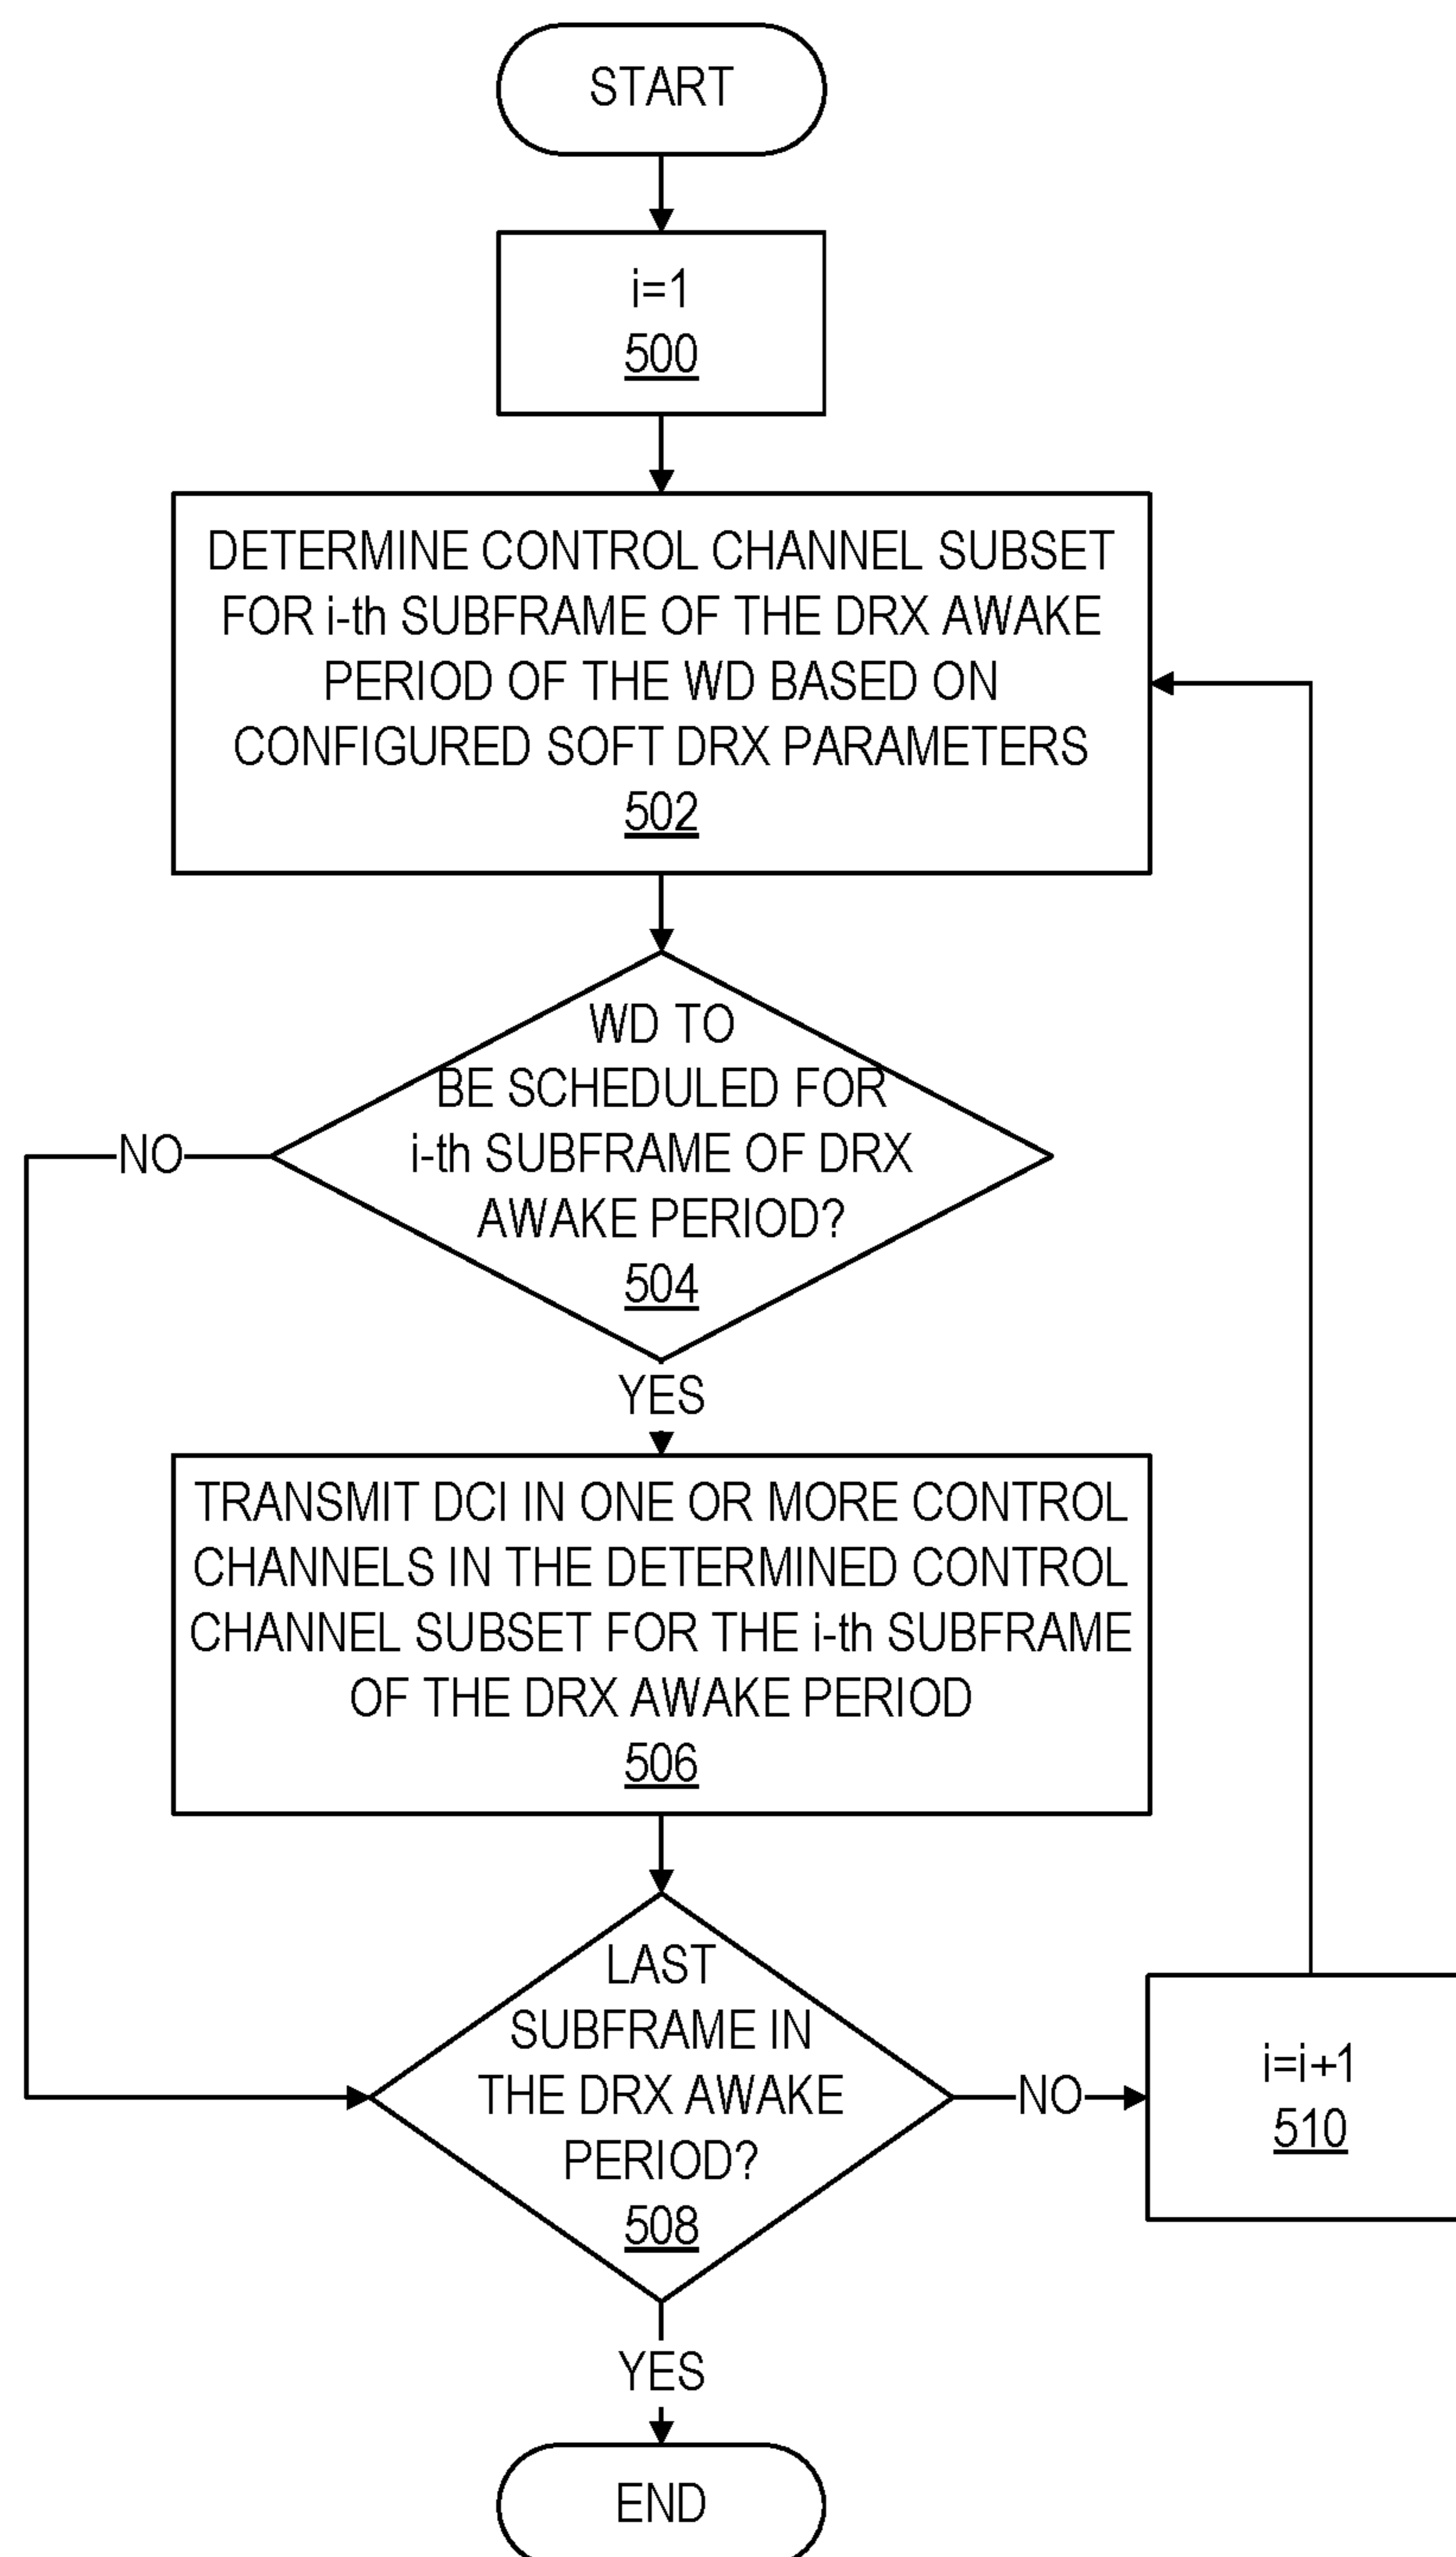 START
i=1
500
DETERMINE CONTROL CHANNEL SUBSET
FOR i-th SUBFRAME OF THE DRX AWAKE
PERIOD OF THE WD BASED ON
CONFIGURED SOFT DRX PARAMETERS
502
WD TO
BE SCHEDULED FOR
i-th SUBFRAME OF DRX
AWAKE PERIOD?
504
NO
YES
TRANSMIT DCI IN ONE OR MORE CONTROL
CHANNELS IN THE DETERMINED CONTROL
CHANNEL SUBSET FOR THE i-th SUBFRAME
OF THE DRX AWAKE PERIOD
506
LAST
SUBFRAME IN
THE DRX AWAKE
PERIOD?
508
NO
i=i+1
510
YES
END